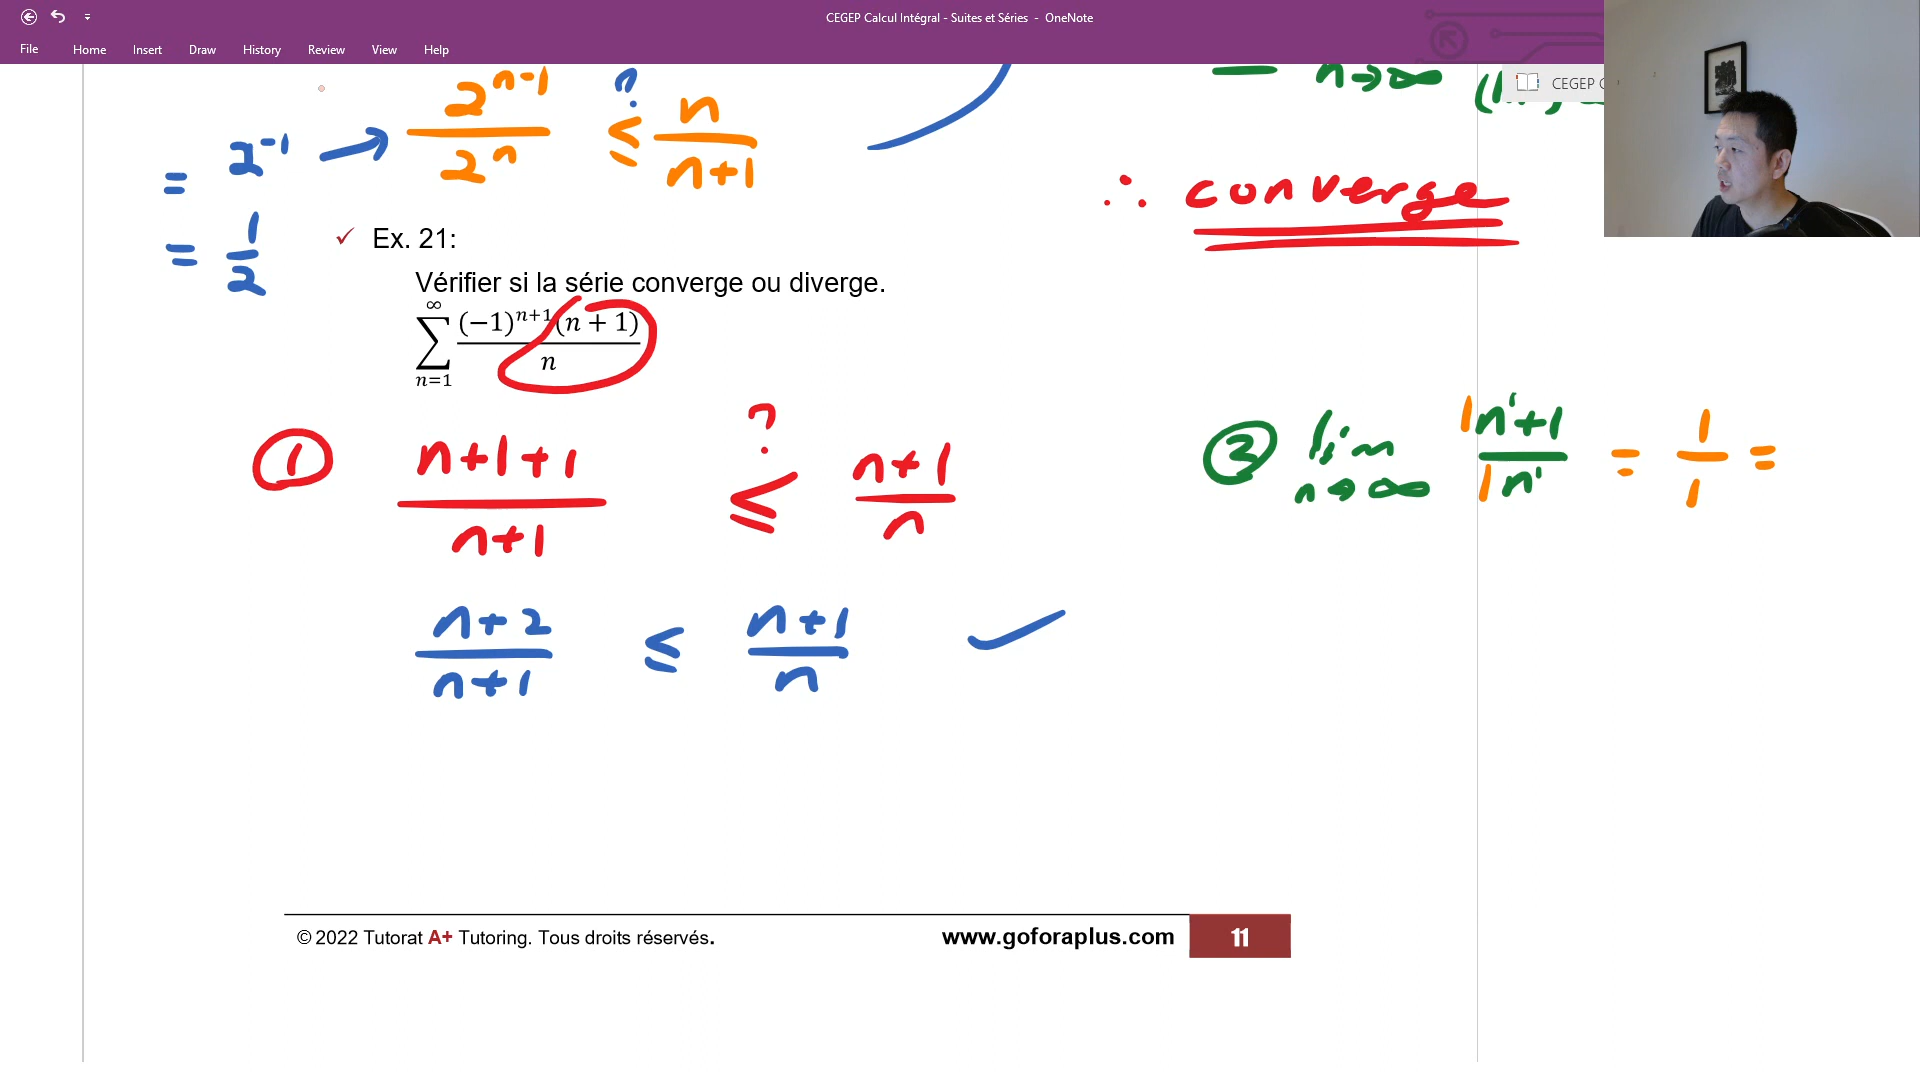 CEGEP Calcul Intégral - Suites et Séries - OneNote
File Home Insert Draw History Review View Help
CEGEP C
2^{n-1} / 2^n ≤? n / n+1
= 2^{-1} →
= 1/2
n→∞
∴ converge
✓ Ex. 21:
Vérifier si la série converge ou diverge.
∑_{n=1}^{∞} (−1)^{n+1}(n + 1) / n
① n+1+1 / n+1 ≤? n+1 / n
② lim_{n→∞} 1n¹+1 / 1n¹ = 1/1 =
n+2 / n+1 ≤ n+1 / n ✓
© 2022 Tutorat A+ Tutoring. Tous droits réservés.
www.goforaplus.com 11